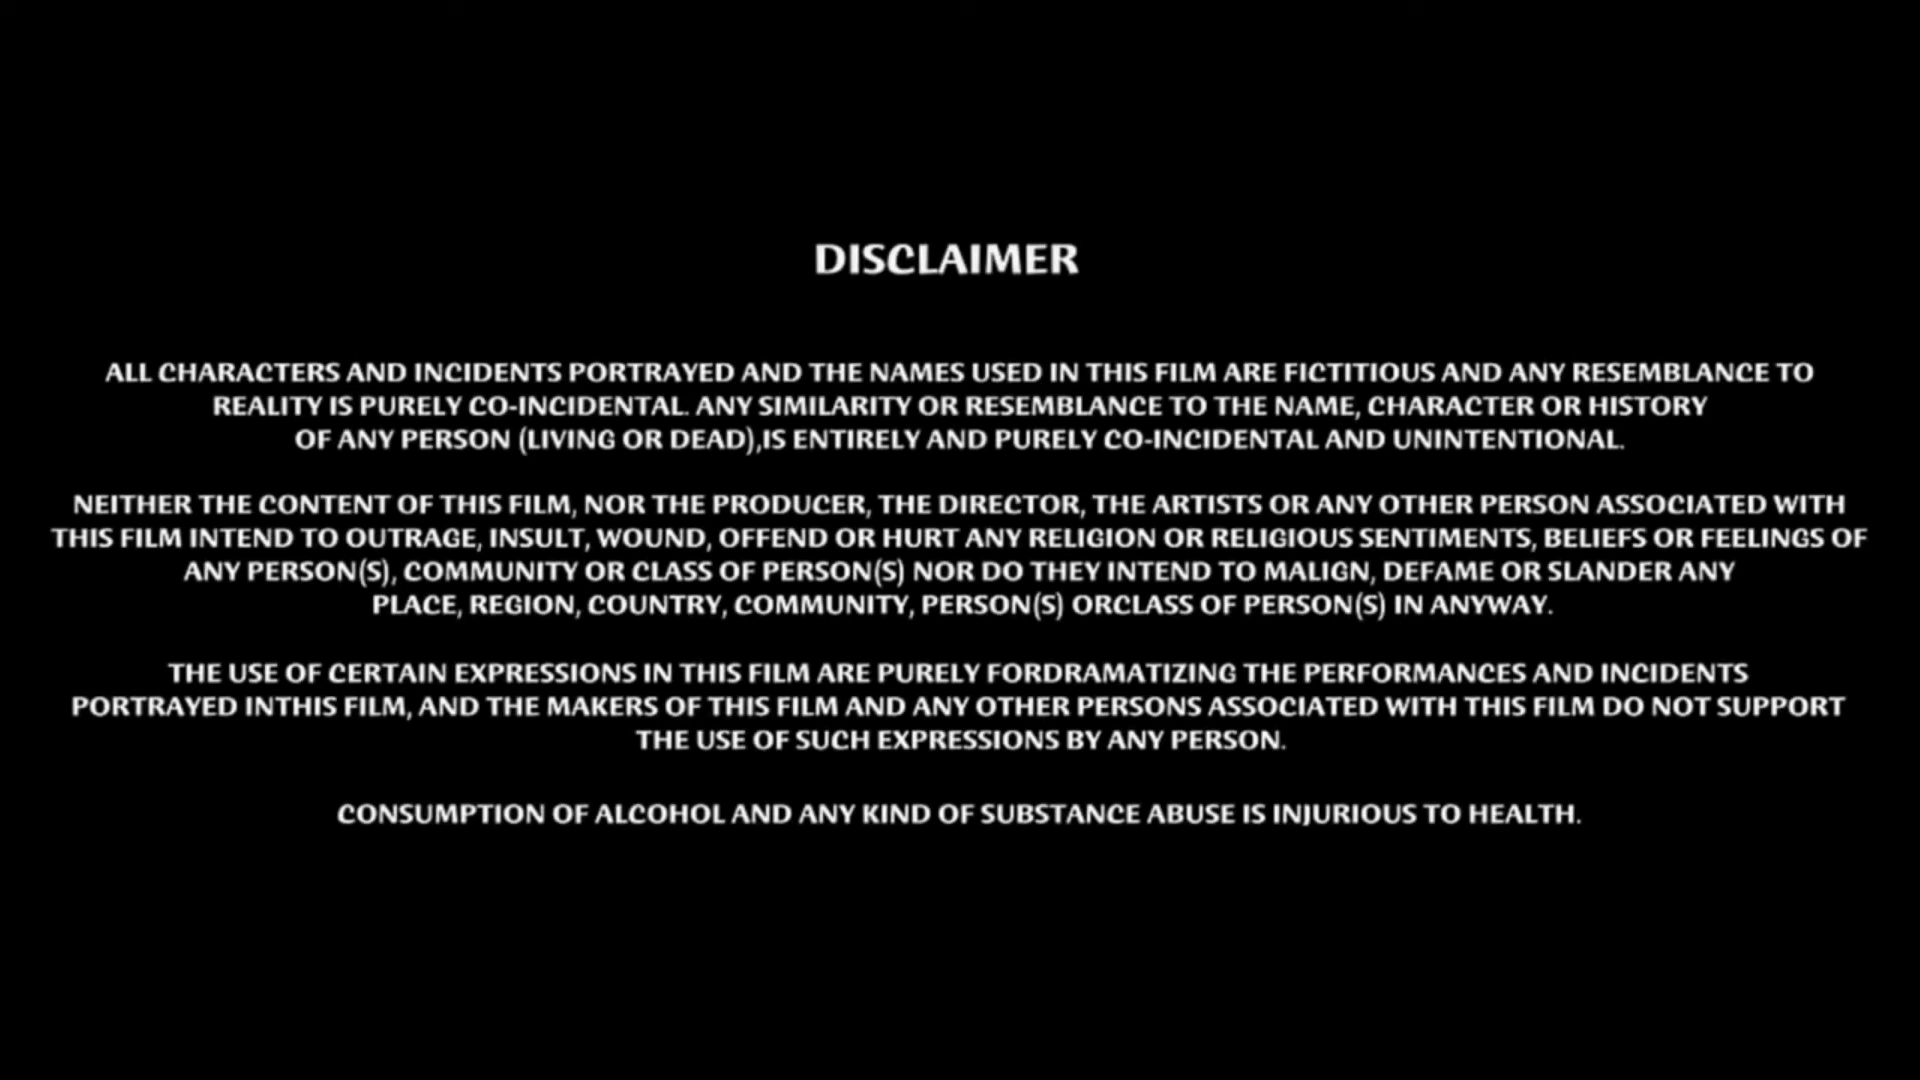 DISCLAIMER
ALL CHARACTERS AND INCIDENTS PORTRAYED AND THE NAMES USED IN THIS FILM ARE FICTITIOUS AND ANY RESEMBLANCE TO
REALITY IS PURELY CO-INCIDENTAL. ANY SIMILARITY OR RESEMBLANCE TO THE NAME, CHARACTER OR HISTORY
OF ANY PERSON (LIVING OR DEAD),IS ENTIRELY AND PURELY CO-INCIDENTAL AND UNINTENTIONAL.
NEITHER THE CONTENT OF THIS FILM, NOR THE PRODUCER, THE DIRECTOR, THE ARTISTS OR ANY OTHER PERSON ASSOCIATED WITH
THIS FILM INTEND TO OUTRAGE, INSULT, WOUND, OFFEND OR HURT ANY RELIGION OR RELIGIOUS SENTIMENTS, BELIEFS OR FEELINGS OF
ANY PERSON(S), COMMUNITY OR CLASS OF PERSON(S) NOR DO THEY INTEND TO MALIGN, DEFAME OR SLANDER ANY
PLACE, REGION, COUNTRY, COMMUNITY, PERSON(S) ORCLASS OF PERSON(S) IN ANYWAY.
THE USE OF CERTAIN EXPRESSIONS IN THIS FILM ARE PURELY FORDRAMATIZING THE PERFORMANCES AND INCIDENTS
PORTRAYED INTHIS FILM, AND THE MAKERS OF THIS FILM AND ANY OTHER PERSONS ASSOCIATED WITH THIS FILM DO NOT SUPPORT
THE USE OF SUCH EXPRESSIONS BY ANY PERSON.
CONSUMPTION OF ALCOHOL AND ANY KIND OF SUBSTANCE ABUSE IS INJURIOUS TO HEALTH.